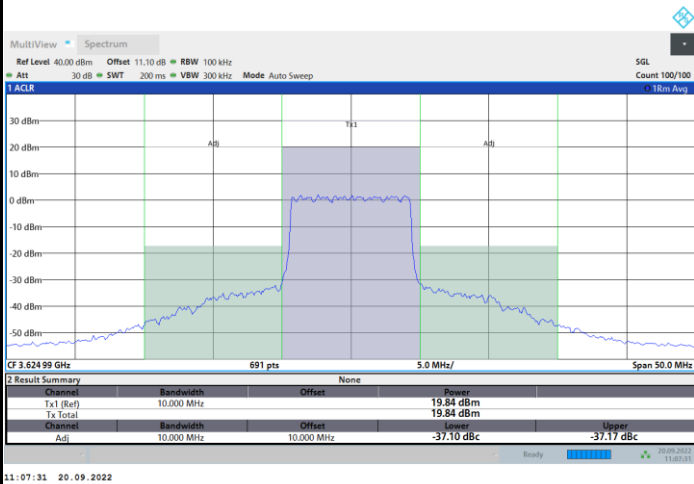 MultiView Spectrum
Ref Level 40.00 dBm Offset 11.10 dB RBW 100 kHz SGL
Att 30 dB SWT 200 ms VBW 300 kHz Mode Auto Sweep Count 100/100
1 ACLR 1Rm Avg
30 dBm
Tx1
20 dBm
Adj Adj
10 dBm
0 dBm
-10 dBm
-20 dBm
-30 dBm
-40 dBm
-50 dBm
CF 3.62499 GHz 691 pts 5.0 MHz/ Span 50.0 MHz
2 Result Summary None
Channel Bandwidth Offset Power
Tx1 (Ref) 10.000 MHz 19.84 dBm
Tx Total 19.84 dBm
Channel Bandwidth Offset Lower Upper
Adj 10.000 MHz 10.000 MHz -37.10 dBc -37.17 dBc
Ready 20.09.2022
11:07:31
11:07:31 20.09.2022